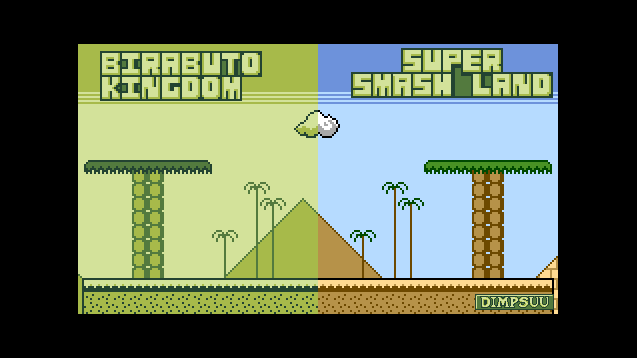 BIRABUTO
KINGDOM
SUPER
SMASH LAND
DIMPSUU